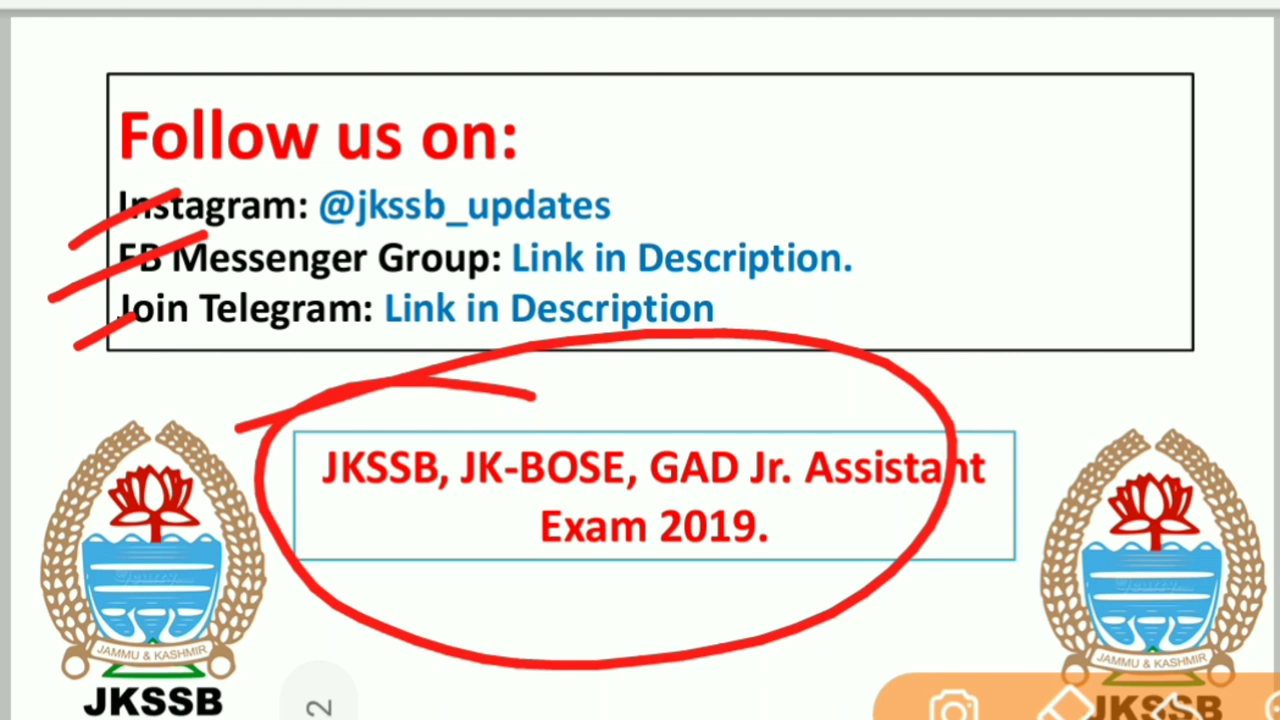 Follow us on:
Instagram: @jkssb_updates
FB Messenger Group: Link in Description.
Join Telegram: Link in Description
JKSSB, JK-BOSE, GAD Jr. Assistant
Exam 2019.
JAMMU & KASHMIR
JKSSB
JAMMU & KASHMIR
JKSSB
2